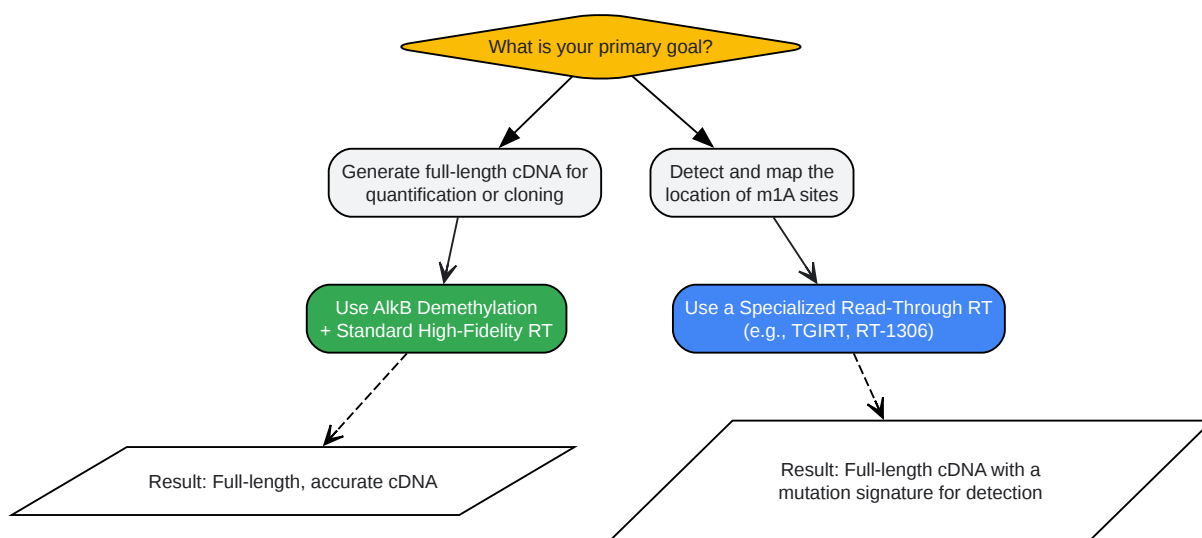 What is your primary goal?
Generate full-length cDNA for
quantification or cloning
Detect and map the
location of m1A sites
Use AlkB Demethylation
+ Standard High-Fidelity RT
Use a Specialized Read-Through RT
(e.g., TGIRT, RT-1306)
Result: Full-length, accurate cDNA
Result: Full-length cDNA with a
mutation signature for detection